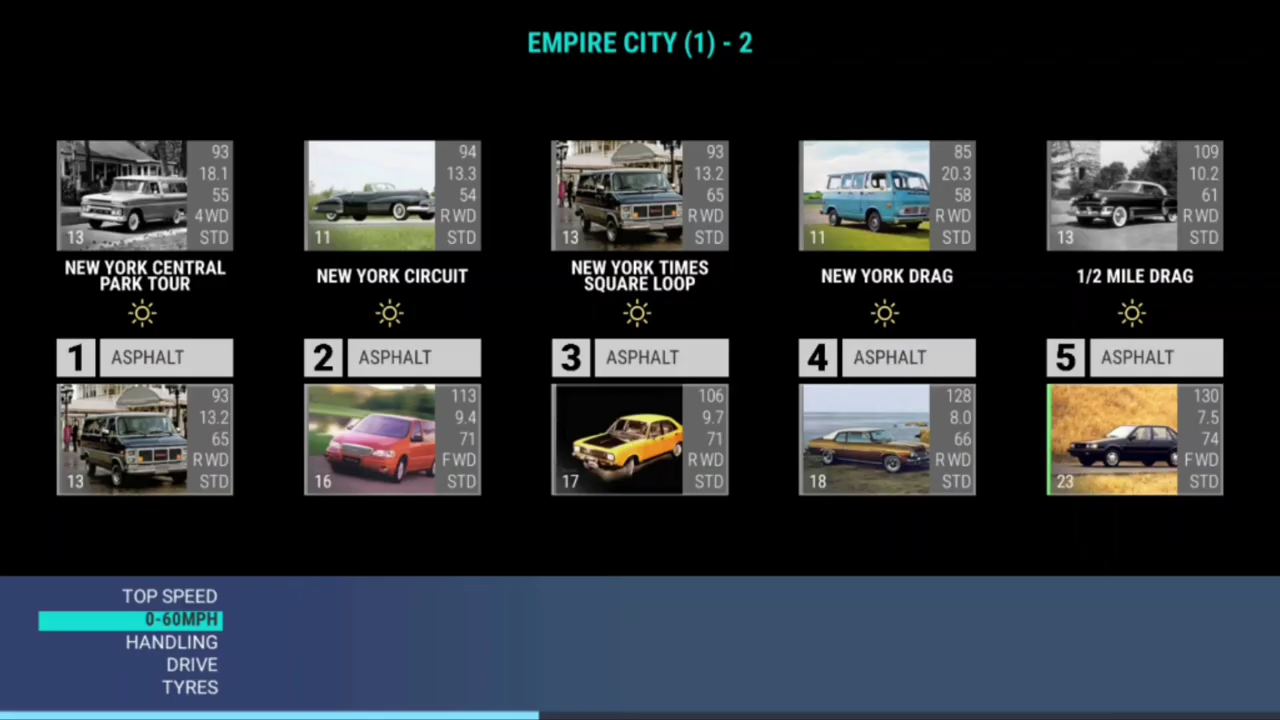 EMPIRE CITY (1) - 2
93
18.1
55
4WD
13 STD
94
13.3
54
RWD
11 STD
93
13.2
65
RWD
13 STD
85
20.3
58
RWD
11 STD
109
10.2
61
RWD
13 STD
NEW YORK CENTRAL
PARK TOUR
NEW YORK CIRCUIT
NEW YORK TIMES
SQUARE LOOP
NEW YORK DRAG
1/2 MILE DRAG
1 ASPHALT
2 ASPHALT
3 ASPHALT
4 ASPHALT
5 ASPHALT
93
13.2
65
RWD
13 STD
113
9.4
71
FWD
16 STD
106
9.7
71
RWD
17 STD
128
8.0
66
RWD
18 STD
130
7.5
74
FWD
23 STD
TOP SPEED
0-60MPH
HANDLING
DRIVE
TYRES